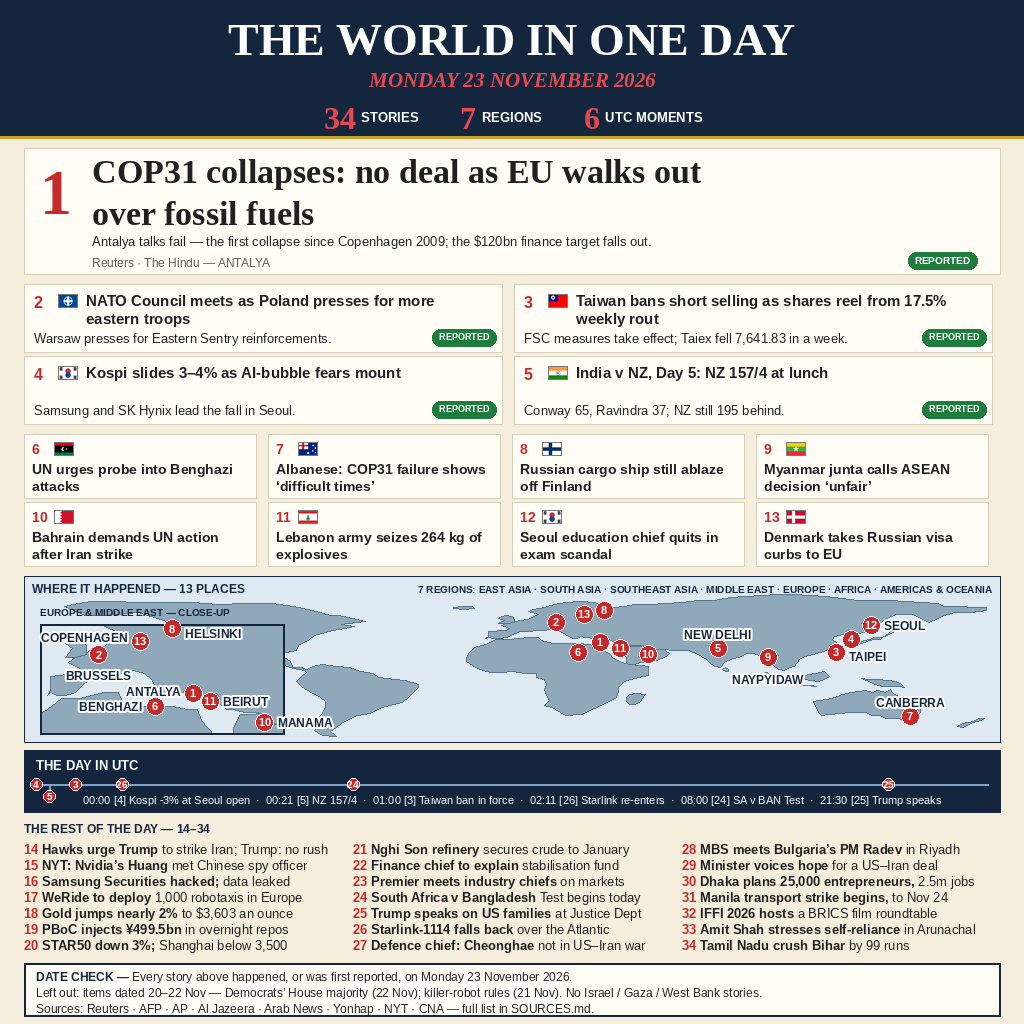 THE WORLD IN ONE DAY
MONDAY 23 NOVEMBER 2026
34 STORIES 7 REGIONS 6 UTC MOMENTS
1
COP31 collapses: no deal as EU walks out
over fossil fuels
Antalya talks fail — the first collapse since Copenhagen 2009; the $120bn finance target falls out.
Reuters · The Hindu — ANTALYA
REPORTED
2 NATO Council meets as Poland presses for more
eastern troops
Warsaw presses for Eastern Sentry reinforcements.
REPORTED
3 Taiwan bans short selling as shares reel from 17.5%
weekly rout
FSC measures take effect; Taiex fell 7,641.83 in a week.
REPORTED
4 Kospi slides 3–4% as AI-bubble fears mount
Samsung and SK Hynix lead the fall in Seoul.
REPORTED
5 India v NZ, Day 5: NZ 157/4 at lunch
Conway 65, Ravindra 37; NZ still 195 behind.
REPORTED
6
UN urges probe into Benghazi
attacks
7
Albanese: COP31 failure shows
‘difficult times’
8
Russian cargo ship still ablaze
off Finland
9
Myanmar junta calls ASEAN
decision ‘unfair’
10
Bahrain demands UN action
after Iran strike
11
Lebanon army seizes 264 kg of
explosives
12
Seoul education chief quits in
exam scandal
13
Denmark takes Russian visa
curbs to EU
WHERE IT HAPPENED — 13 PLACES
7 REGIONS: EAST ASIA · SOUTH ASIA · SOUTHEAST ASIA · MIDDLE EAST · EUROPE · AFRICA · AMERICAS & OCEANIA
EUROPE & MIDDLE EAST — CLOSE-UP
8 HELSINKI
COPENHAGEN 13
2
BRUSSELS
ANTALYA 1
11 BEIRUT
BENGHAZI 6
10 MANAMA
2
13
8
6
1
11
10
NEW DELHI
5
9
NAYPYIDAW
12 SEOUL
4
3 TAIPEI
CANBERRA
7
THE DAY IN UTC
4
5
3
26
24
25
00:00 [4] Kospi -3% at Seoul open · 00:21 [5] NZ 157/4 · 01:00 [3] Taiwan ban in force · 02:11 [26] Starlink re-enters · 08:00 [24] SA v BAN Test · 21:30 [25] Trump speaks
THE REST OF THE DAY — 14–34
14 Hawks urge Trump to strike Iran; Trump: no rush
15 NYT: Nvidia’s Huang met Chinese spy officer
16 Samsung Securities hacked; data leaked
17 WeRide to deploy 1,000 robotaxis in Europe
18 Gold jumps nearly 2% to $3,603 an ounce
19 PBoC injects ¥499.5bn in overnight repos
20 STAR50 down 3%; Shanghai below 3,500
21 Nghi Son refinery secures crude to January
22 Finance chief to explain stabilisation fund
23 Premier meets industry chiefs on markets
24 South Africa v Bangladesh Test begins today
25 Trump speaks on US families at Justice Dept
26 Starlink-1114 falls back over the Atlantic
27 Defence chief: Cheonghae not in US–Iran war
28 MBS meets Bulgaria’s PM Radev in Riyadh
29 Minister voices hope for a US–Iran deal
30 Dhaka plans 25,000 entrepreneurs, 2.5m jobs
31 Manila transport strike begins, to Nov 24
32 IFFI 2026 hosts a BRICS film roundtable
33 Amit Shah stresses self-reliance in Arunachal
34 Tamil Nadu crush Bihar by 99 runs
DATE CHECK — Every story above happened, or was first reported, on Monday 23 November 2026.
Left out: items dated 20–22 Nov — Democrats’ House majority (22 Nov); killer-robot rules (21 Nov). No Israel / Gaza / West Bank stories.
Sources: Reuters · AFP · AP · Al Jazeera · Arab News · Yonhap · NYT · CNA — full list in SOURCES.md.